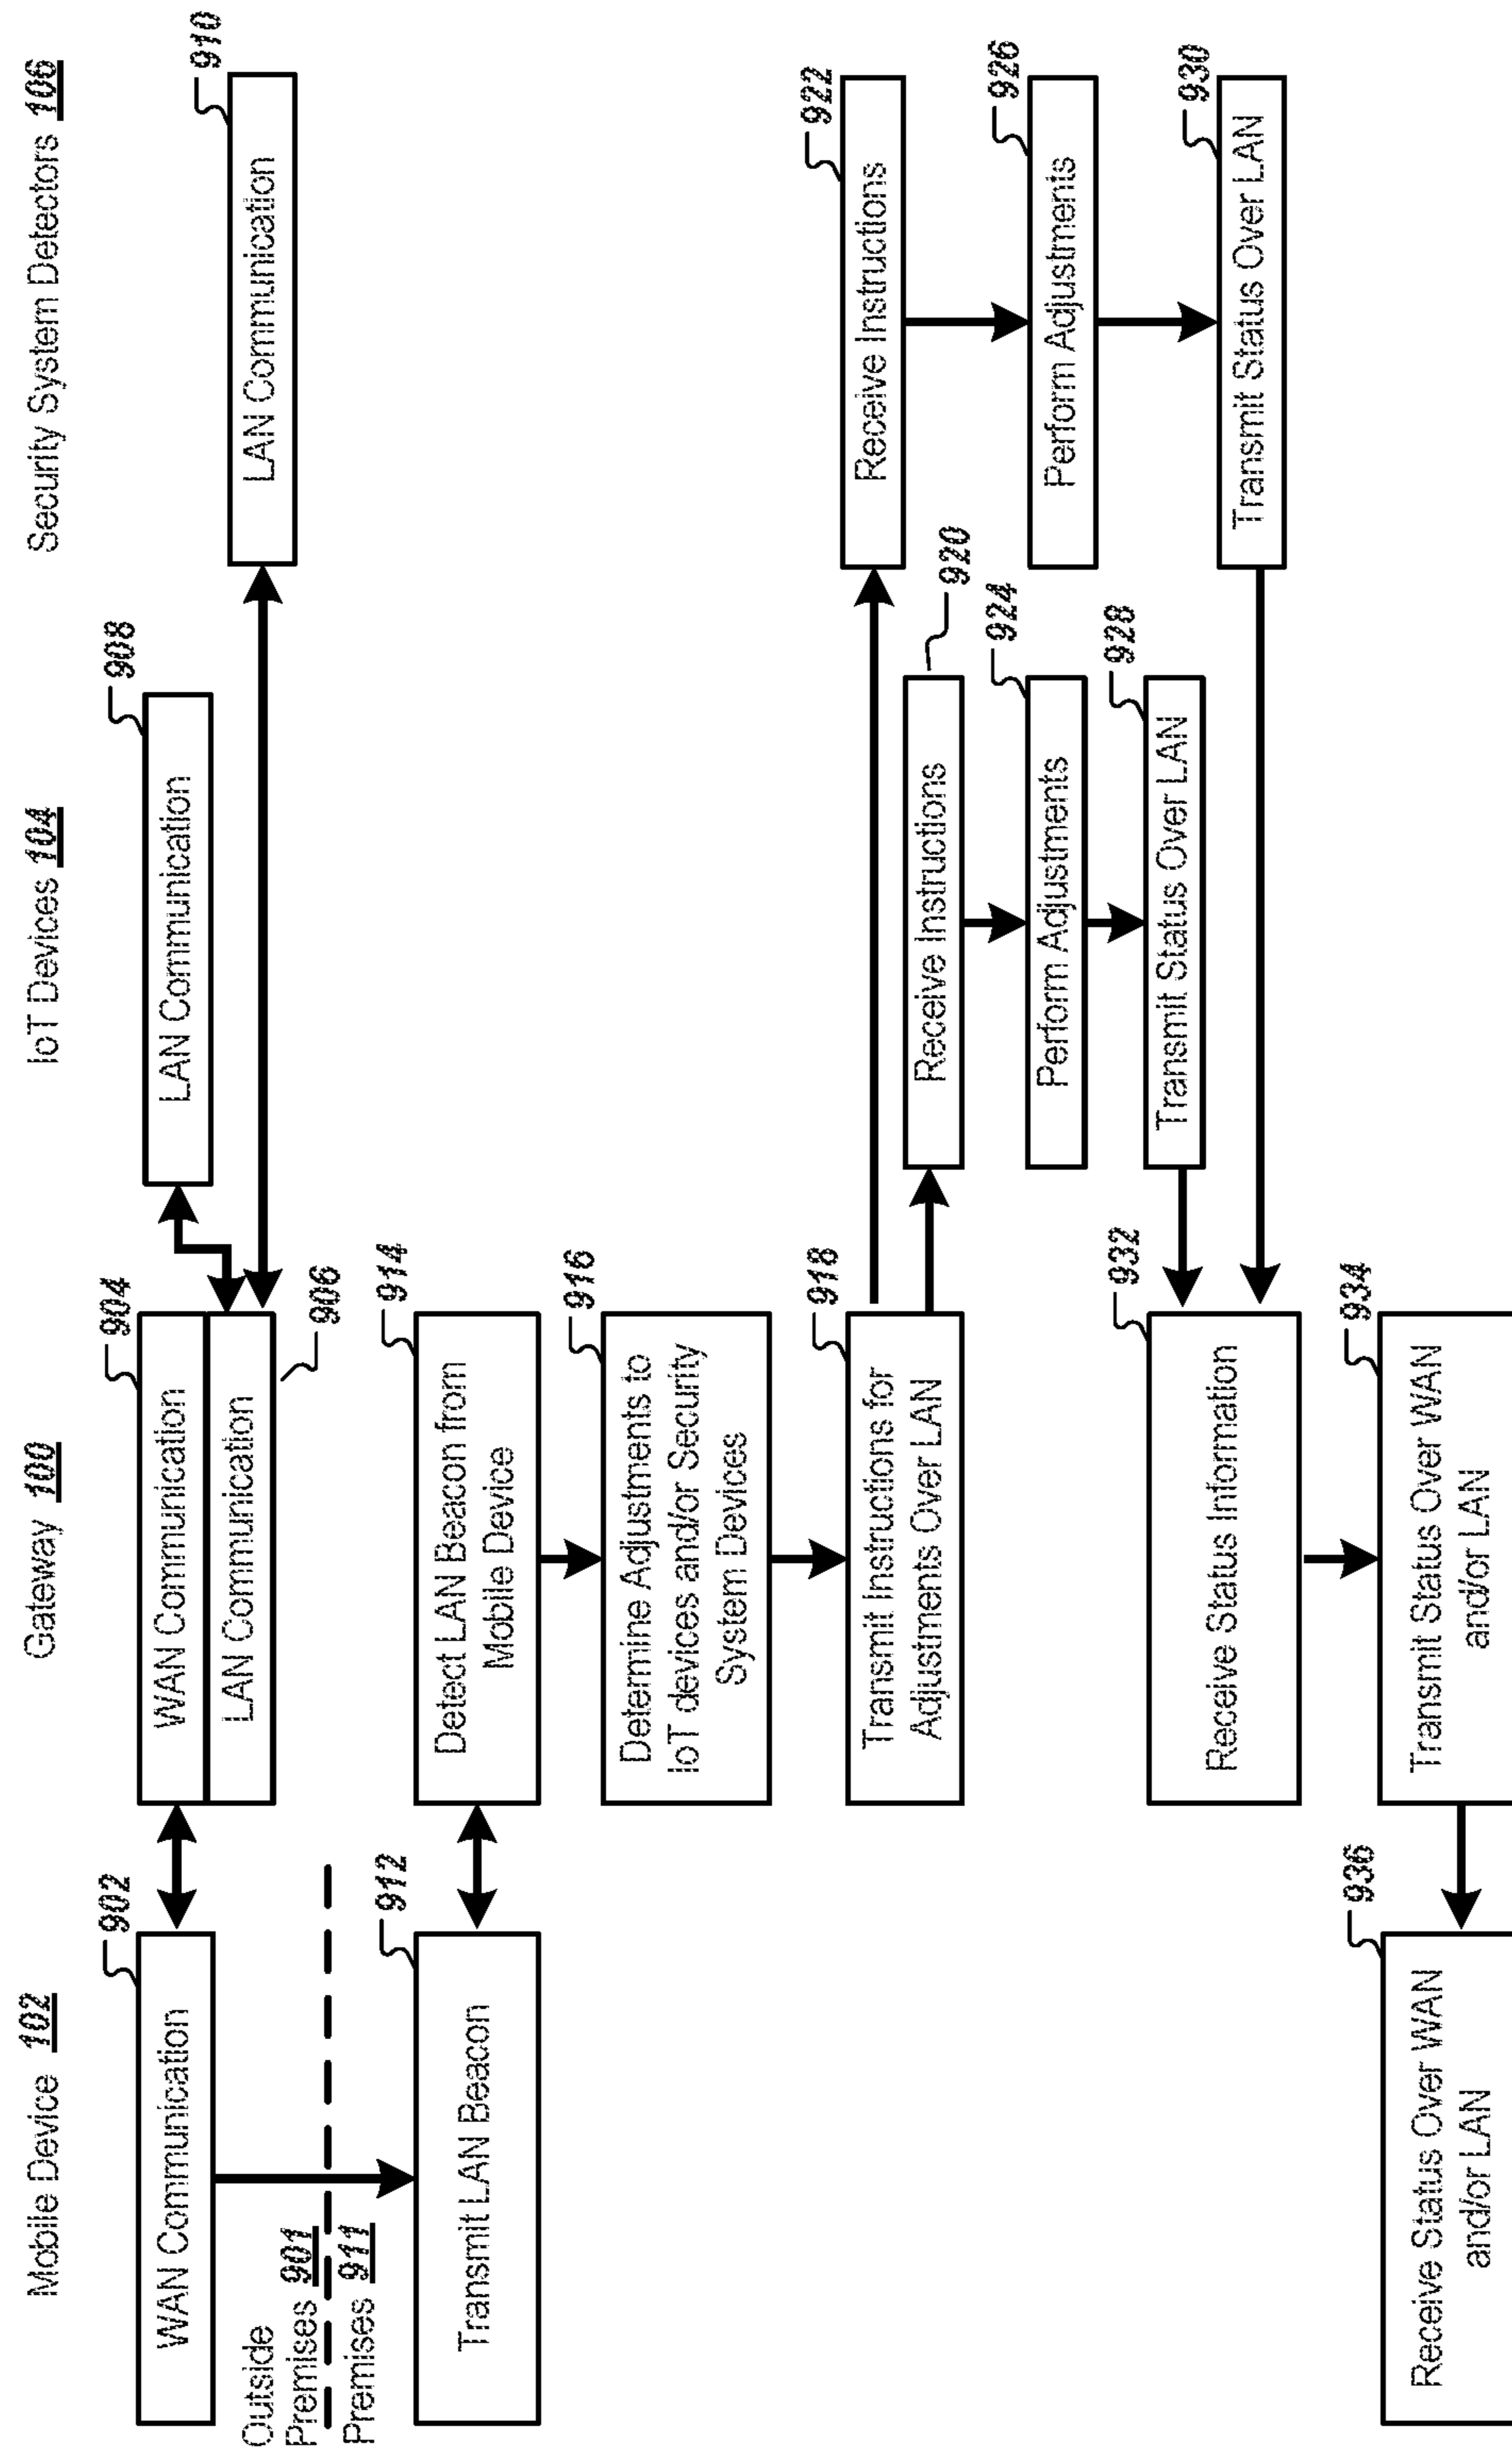 Mobile Device 102
Gateway 100
IoT Devices 104
Security System Detectors 106
902
WAN Communication
904
WAN Communication
LAN Communication
906
908
LAN Communication
910
LAN Communication
Outside
Premises 901
Premises 911
912
Transmit LAN Beacon
914
Detect LAN Beacon from
Mobile Device
916
Determine Adjustments to
IoT devices and/or Security
System Devices
918
Transmit Instructions for
Adjustments Over LAN
922
Receive Instructions
920
Receive Instructions
924
Perform Adjustments
926
Perform Adjustments
928
Transmit Status Over LAN
930
Transmit Status Over LAN
932
Receive Status Information
934
Transmit Status Over WAN
and/or LAN
936
Receive Status Over WAN
and/or LAN